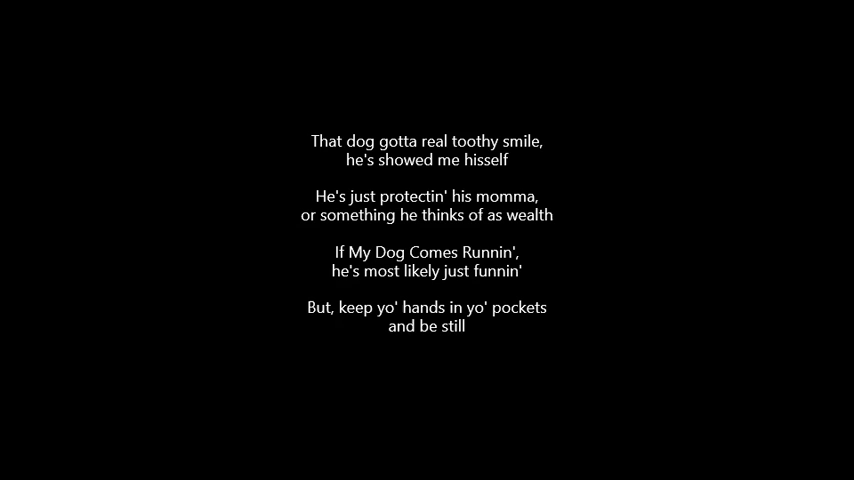 That dog gotta real toothy smile,
he's showed me hisself
He's just protectin' his momma,
or something he thinks of as wealth
If My Dog Comes Runnin',
he's most likely just funnin'
But, keep yo' hands in yo' pockets
and be still